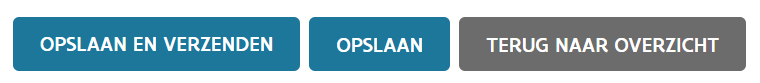 OPSLAAN EN VERZENDEN OPSLAAN TERUG NAAR OVERZICHT